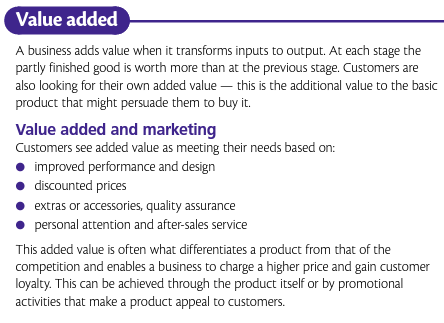 Value added
A business adds value when it transforms inputs to output. At each stage the
partly finished good is worth more than at the previous stage. Customers are
also looking for their own added value — this is the additional value to the basic
product that might persuade them to buy it.
Value added and marketing
Customers see added value as meeting their needs based on:
● improved performance and design
● discounted prices
● extras or accessories, quality assurance
● personal attention and after-sales service
This added value is often what differentiates a product from that of the
competition and enables a business to charge a higher price and gain customer
loyalty. This can be achieved through the product itself or by promotional
activities that make a product appeal to customers.